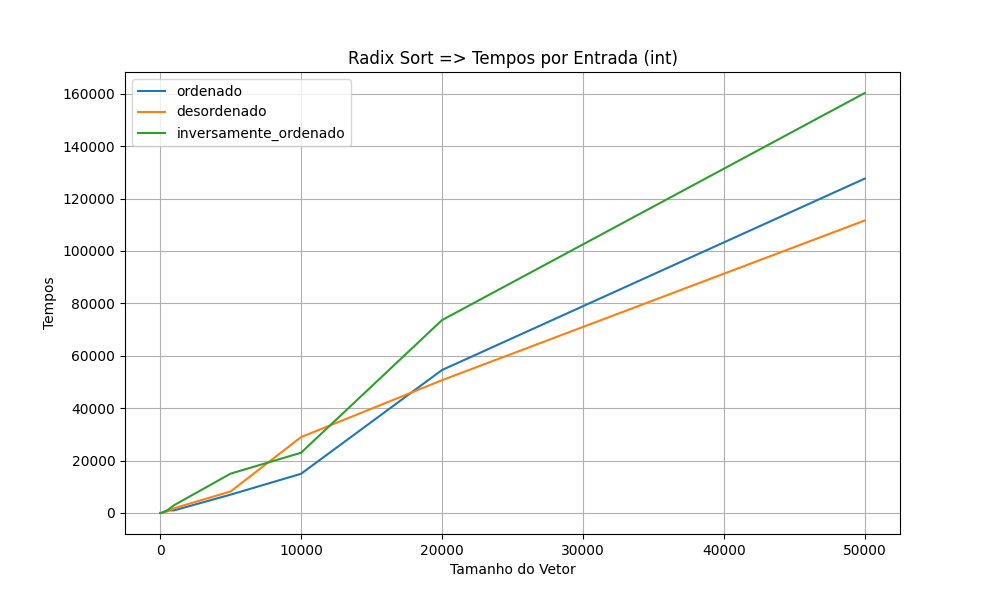 Radix Sort => Tempos por Entrada (int)
ordenado
desordenado
inversamente_ordenado
160000
140000
120000
100000
80000
60000
40000
20000
0
Tempos
0 10000 20000 30000 40000 50000
Tamanho do Vetor